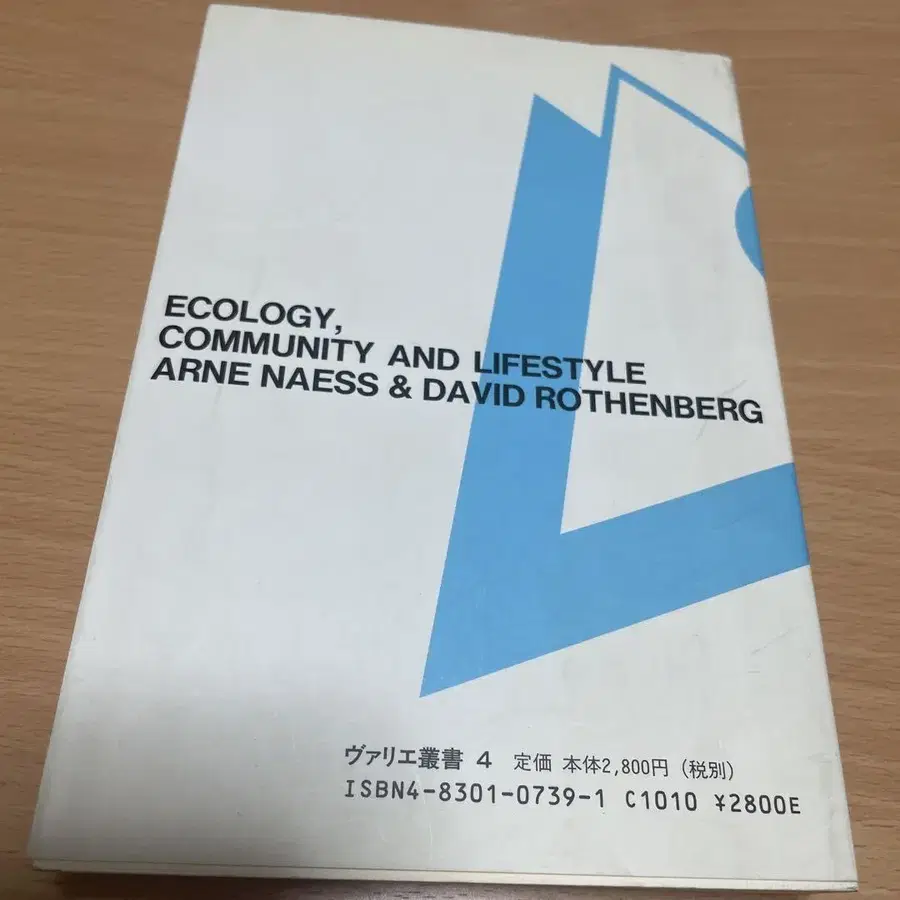 ECOLOGY,
COMMUNITY AND LIFESTYLE
ARNE NAESS & DAVID ROTHENBERG
ヴァリエ叢書 4 定価 本体2,800円 (税別)
ISBN4-8301-0739-1 C1010 ¥2800E